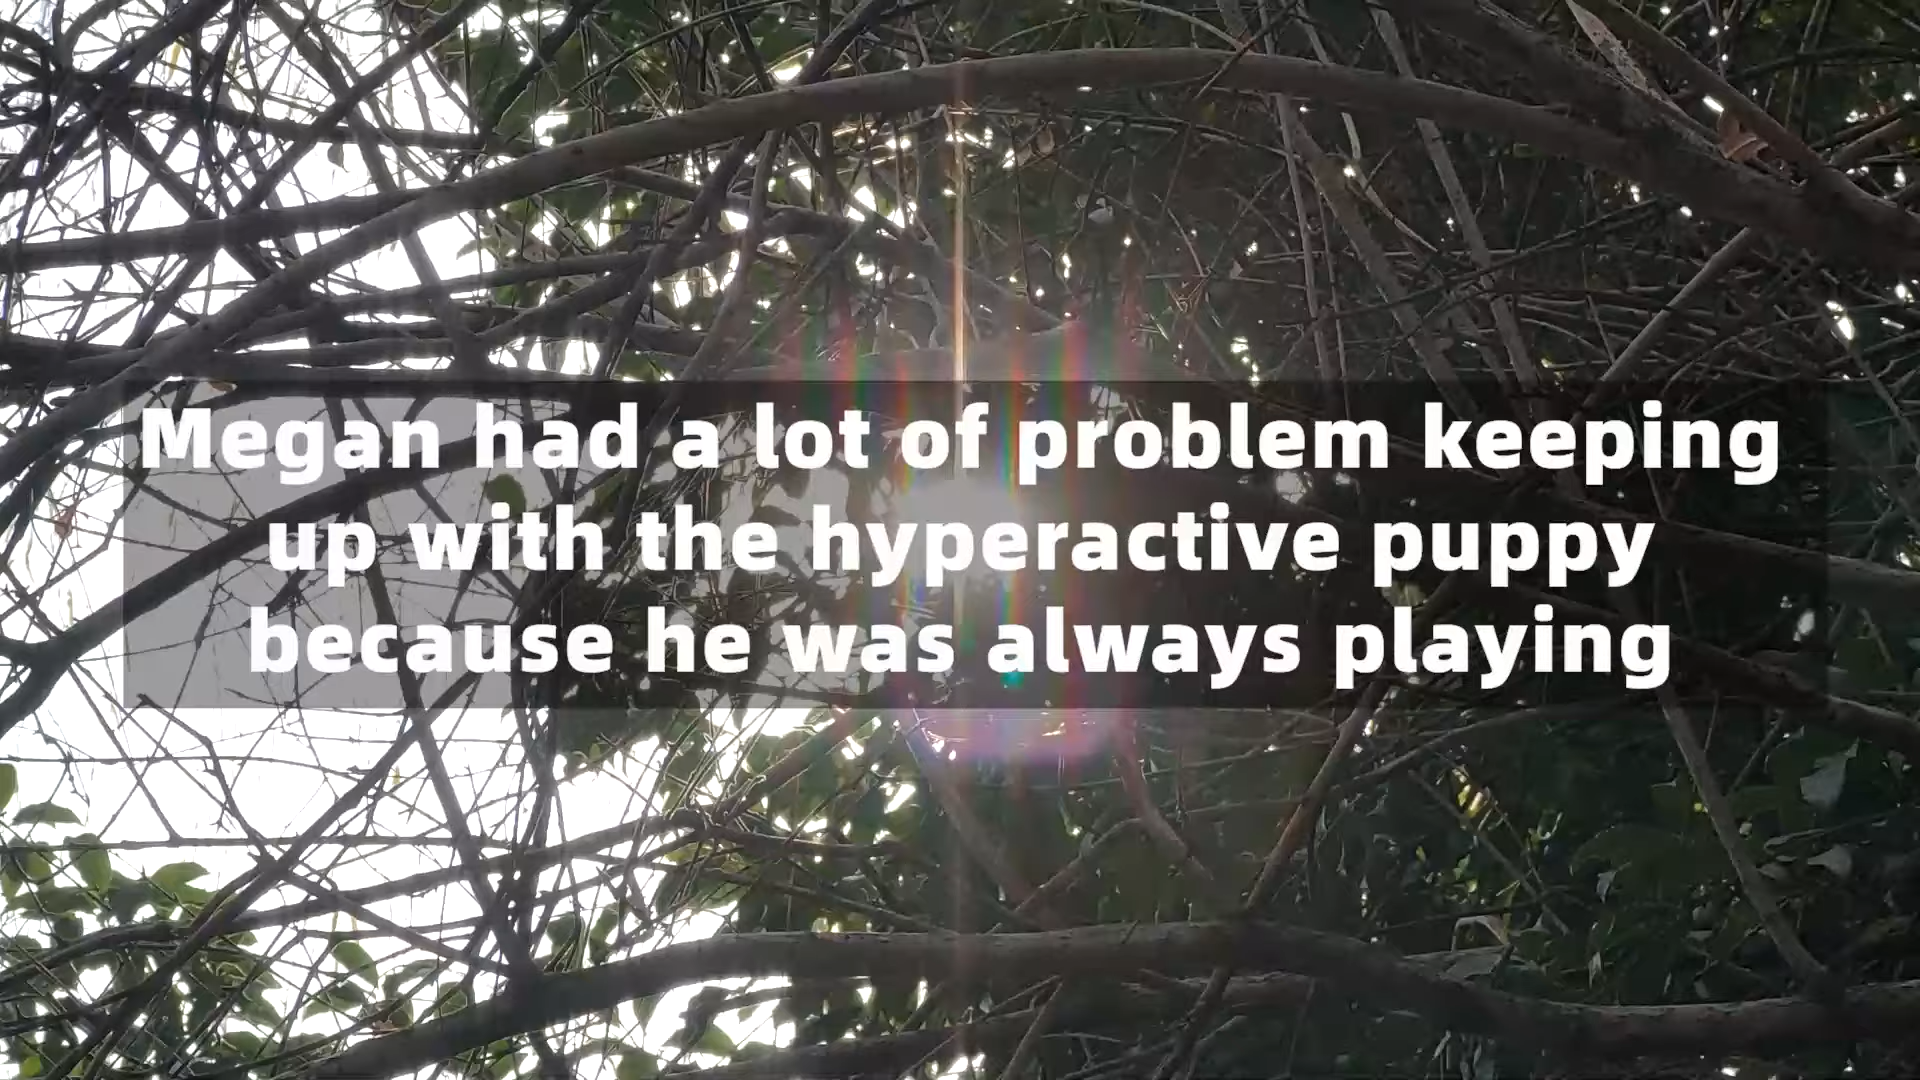 Megan had a lot of problem keeping
up with the hyperactive puppy
because he was always playing